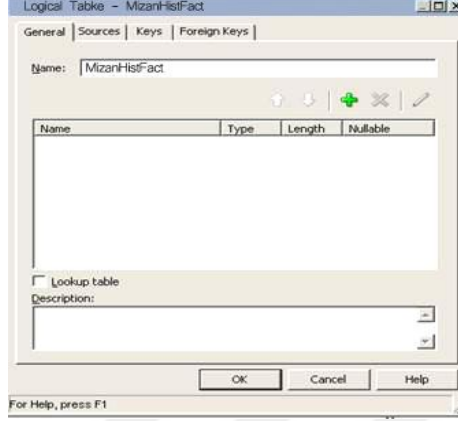 Logical Tabke - MizanHistFact
General Sources Keys Foreign Keys
Name: MizanHistFact
Name Type Length Nullable
Lookup table
Description:
OK Cancel Help
For Help, press F1